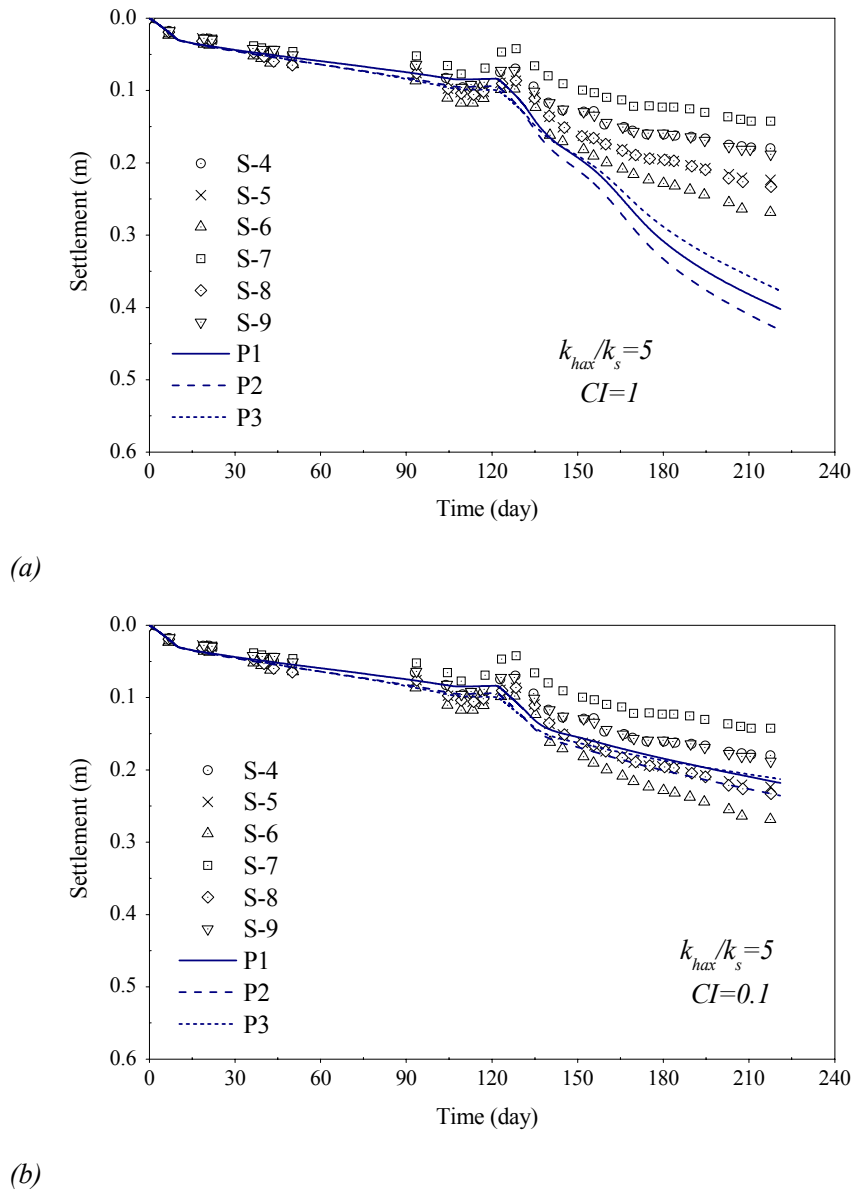 0.0
0.1
0.2
0.3
0.4
0.5
0.6
Settlement (m)
S-4
S-5
S-6
S-7
S-8
S-9
P1
P2
P3
k_hax/k_s=5
CI=1
0 30 60 90 120 150 180 210 240
Time (day)
(a)
0.0
0.1
0.2
0.3
0.4
0.5
0.6
Settlement (m)
S-4
S-5
S-6
S-7
S-8
S-9
P1
P2
P3
k_hax/k_s=5
CI=0.1
0 30 60 90 120 150 180 210 240
Time (day)
(b)